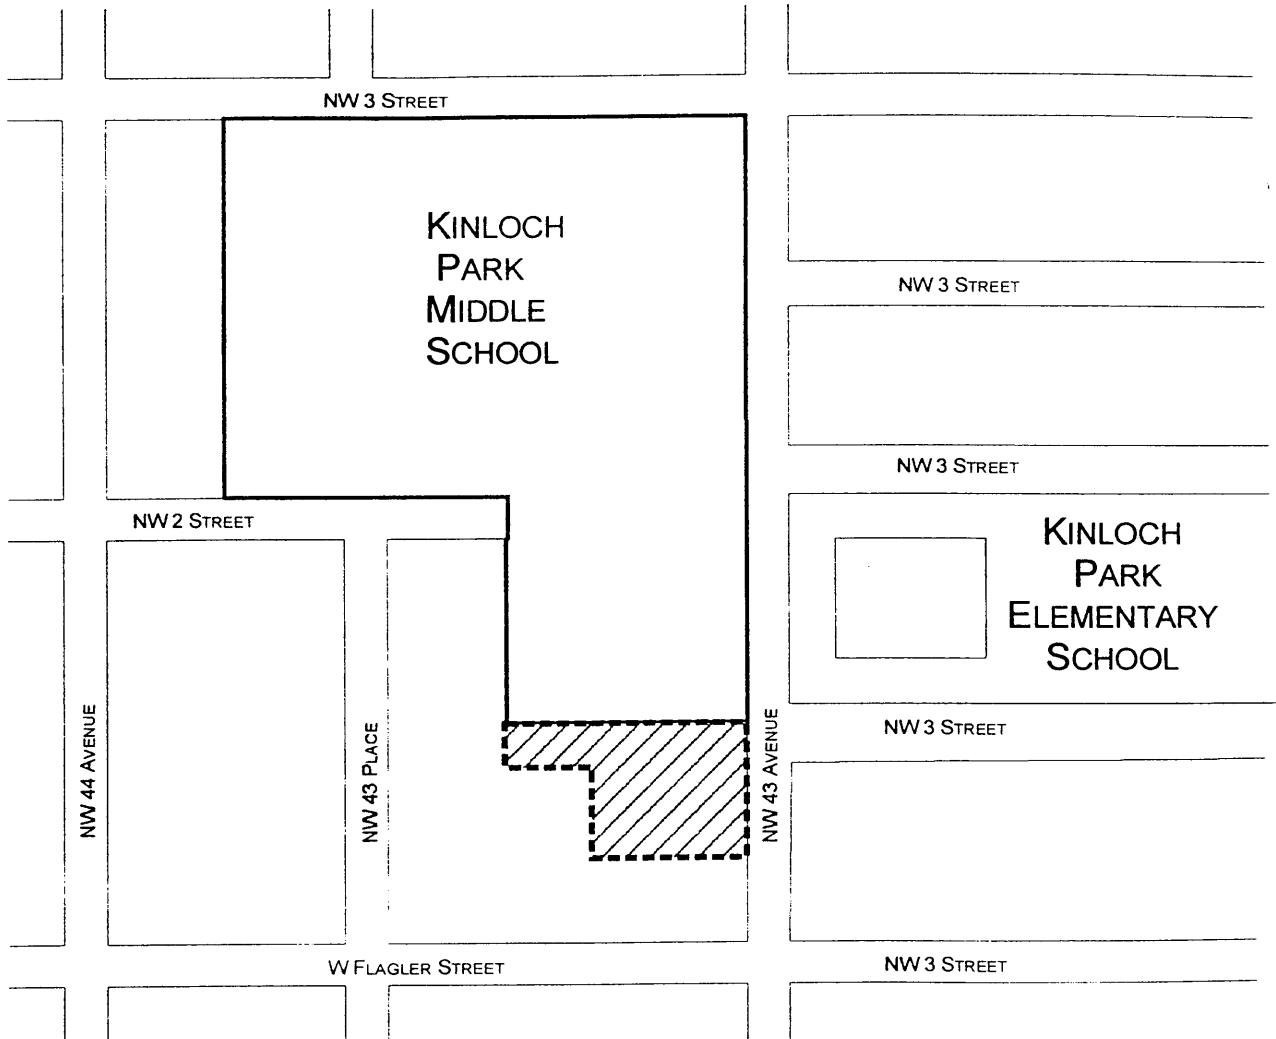 NW 3 STREET
KINLOCH
PARK
MIDDLE
SCHOOL
NW 3 STREET
NW 3 STREET
NW 2 STREET
KINLOCH
PARK
ELEMENTARY
SCHOOL
NW 44 AVENUE
NW 43 PLACE
NW 43 AVENUE
NW 3 STREET
W FLAGLER STREET
NW 3 STREET